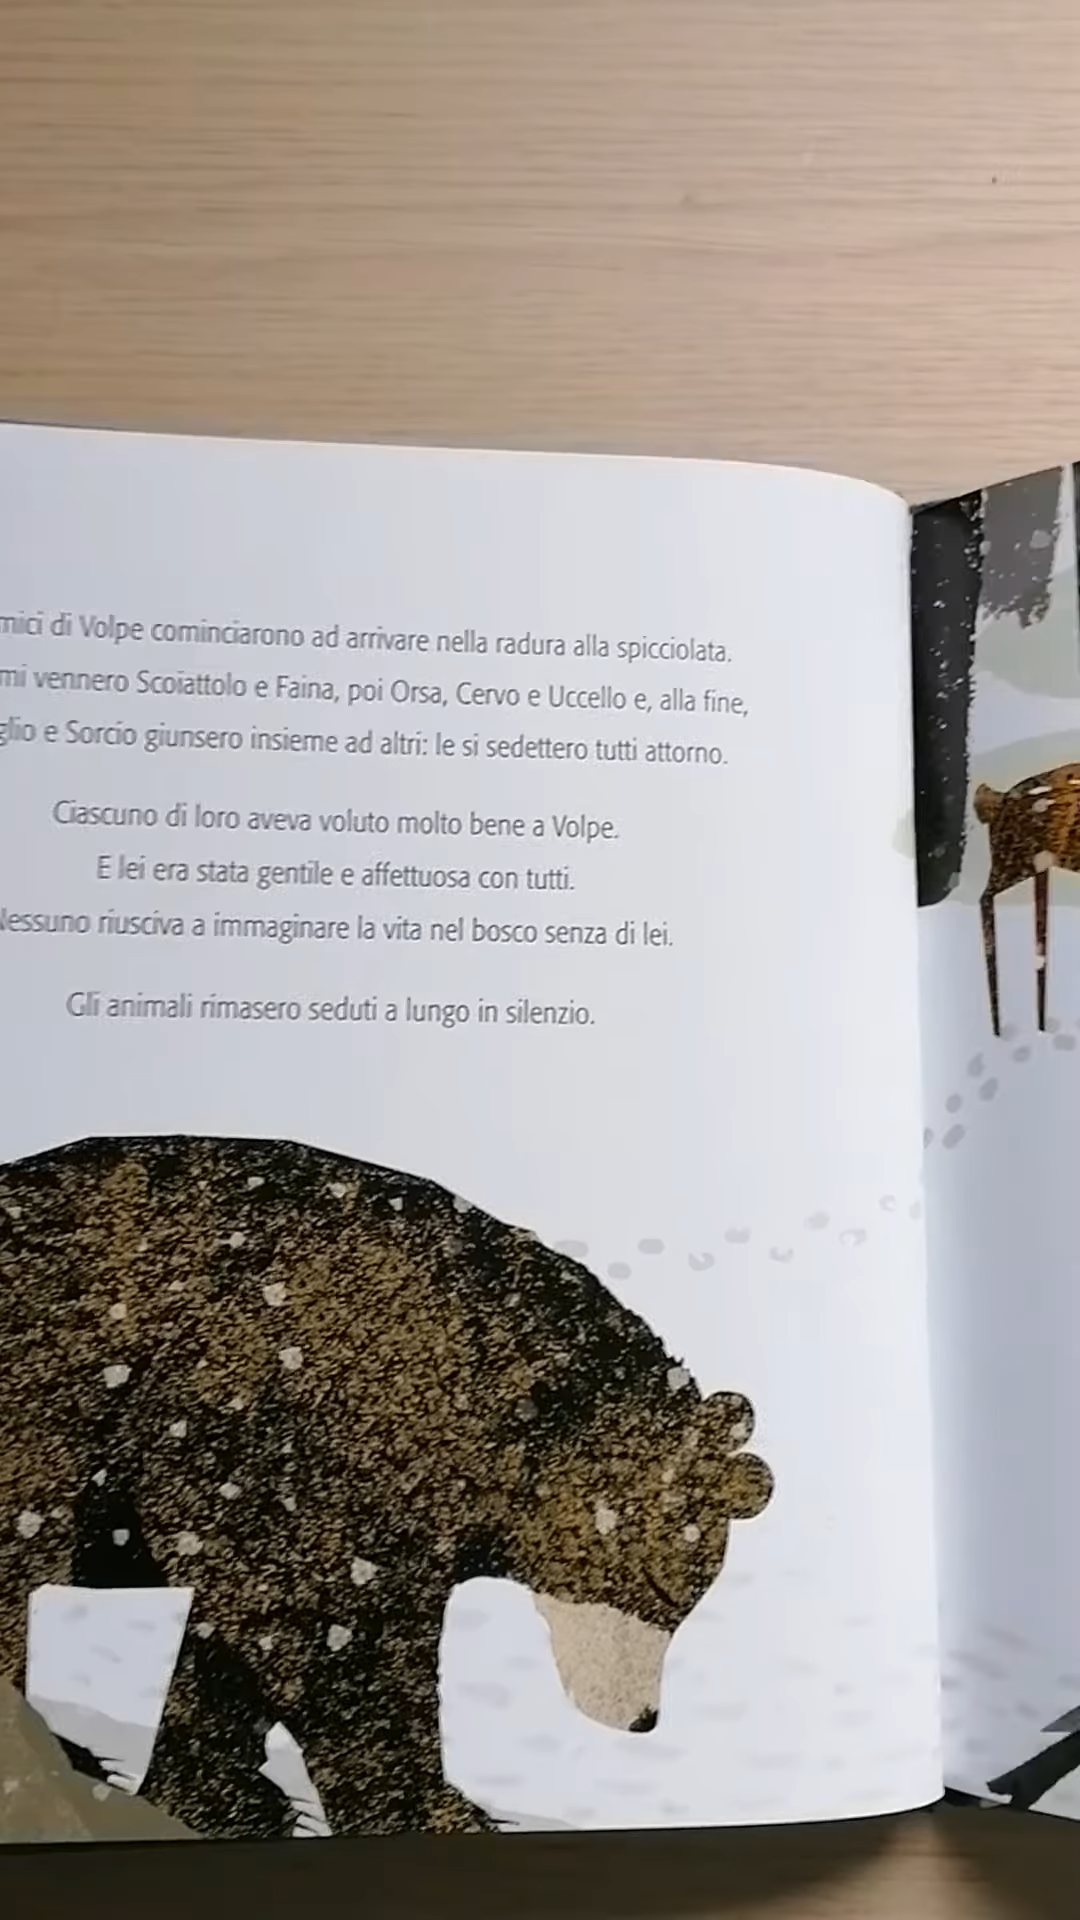 mici di Volpe cominciarono ad arrivare nella radura alla spicciolata.
mi vennero Scoiattolo e Faina, poi Orsa, Cervo e Uccello e, alla fine,
glio e Sorcio giunsero insieme ad altri: le si sedettero tutti attorno.
Ciascuno di loro aveva voluto molto bene a Volpe.
E lei era stata gentile e affettuosa con tutti.
Nessuno riusciva a immaginare la vita nel bosco senza di lei.
Gli animali rimasero seduti a lungo in silenzio.